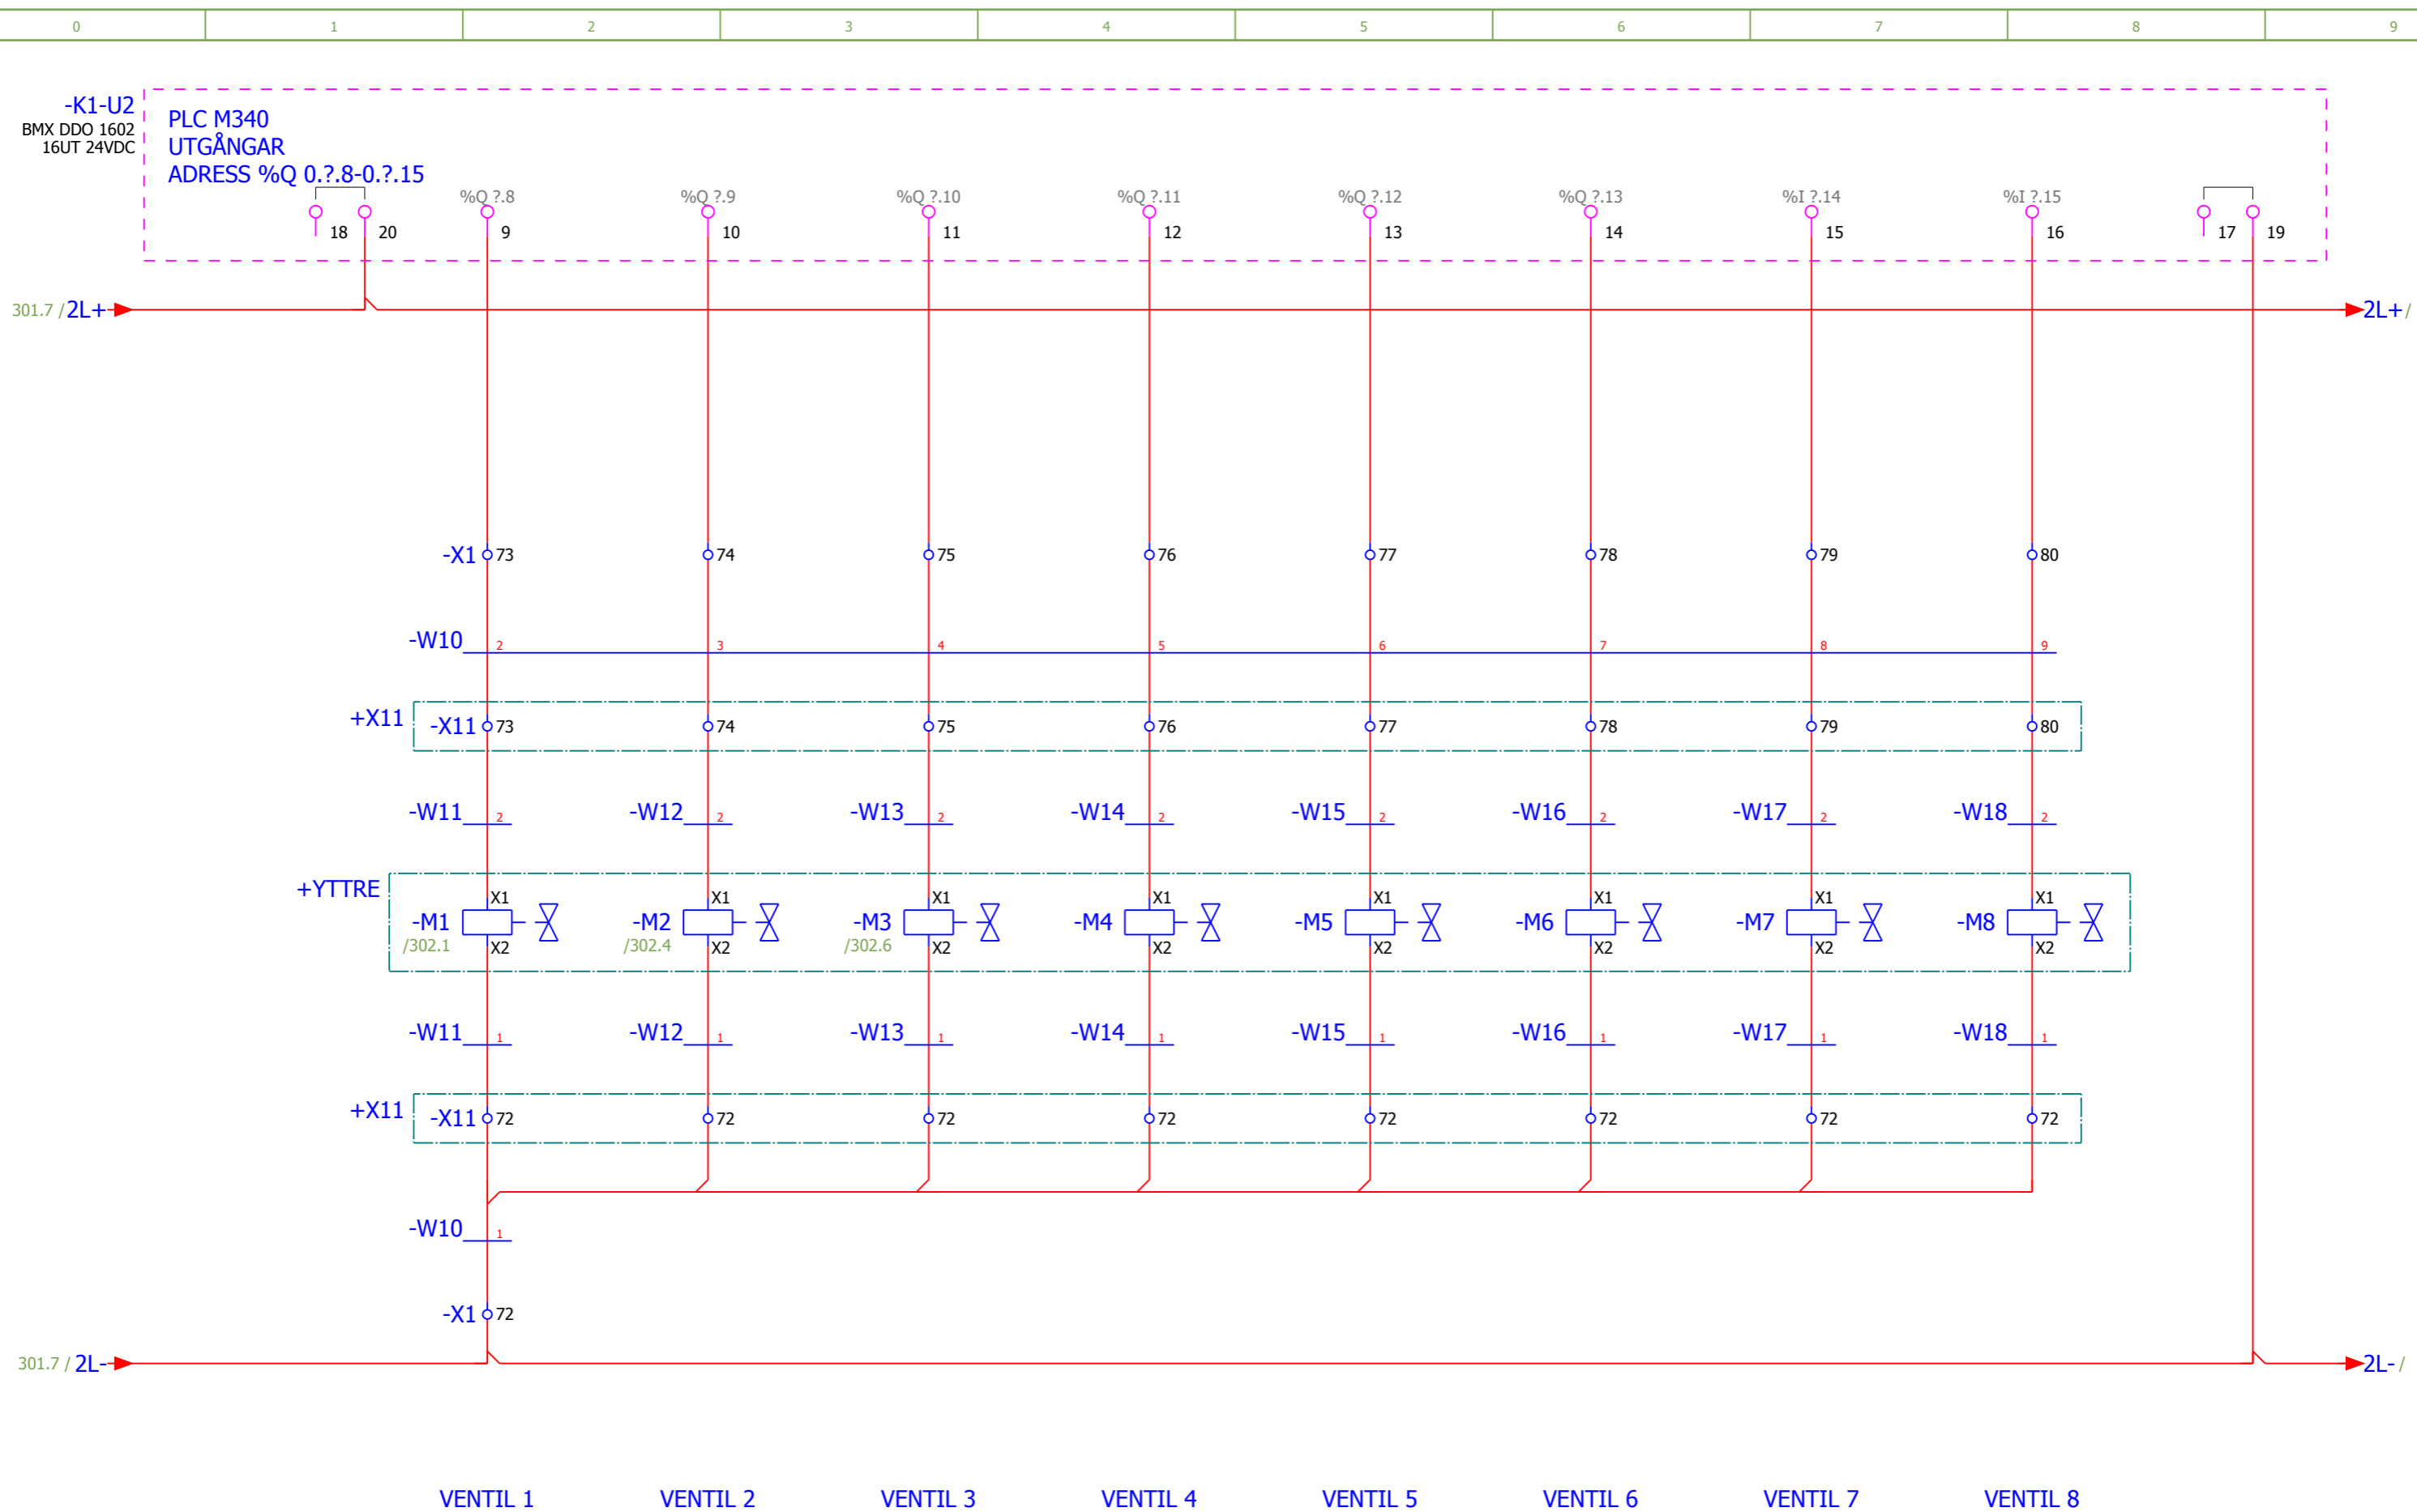 0 1 2 3 4 5 6 7 8 9
-K1-U2
BMX DDO 1602
16UT 24VDC
PLC M340
UTGÅNGAR
ADRESS %Q 0.?.8-0.?.15
%Q ?.8 %Q ?.9 %Q ?.10 %Q ?.11 %Q ?.12 %Q ?.13 %I ?.14 %I ?.15
18 20 9 10 11 12 13 14 15 16 17 19
301.7 / 2L+ 2L+ /
-X1 73 74 75 76 77 78 79 80
-W10 2 3 4 5 6 7 8 9
+X11 -X11 73 74 75 76 77 78 79 80
-W11 2 -W12 2 -W13 2 -W14 2 -W15 2 -W16 2 -W17 2 -W18 2
+YTTRE
X1 X1 X1 X1 X1 X1 X1 X1
-M1 -M2 -M3 -M4 -M5 -M6 -M7 -M8
/302.1 X2 /302.4 X2 /302.6 X2 X2 X2 X2 X2 X2
-W11 1 -W12 1 -W13 1 -W14 1 -W15 1 -W16 1 -W17 1 -W18 1
+X11 -X11 72 72 72 72 72 72 72 72
-W10 1
-X1 72
301.7 / 2L- 2L- /
VENTIL 1 VENTIL 2 VENTIL 3 VENTIL 4 VENTIL 5 VENTIL 6 VENTIL 7 VENTIL 8